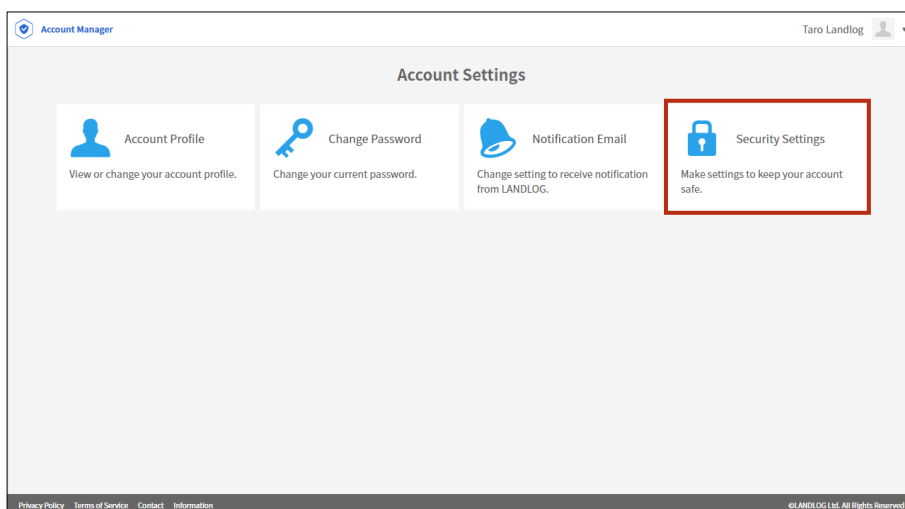 Account Manager
Taro Landlog
Account Settings
Account Profile
View or change your account profile.
Change Password
Change your current password.
Notification Email
Change setting to receive notification
from LANDLOG.
Security Settings
Make settings to keep your account
safe.
Privacy Policy Terms of Service Contact Information
©LANDLOG Ltd. All Rights Reserved